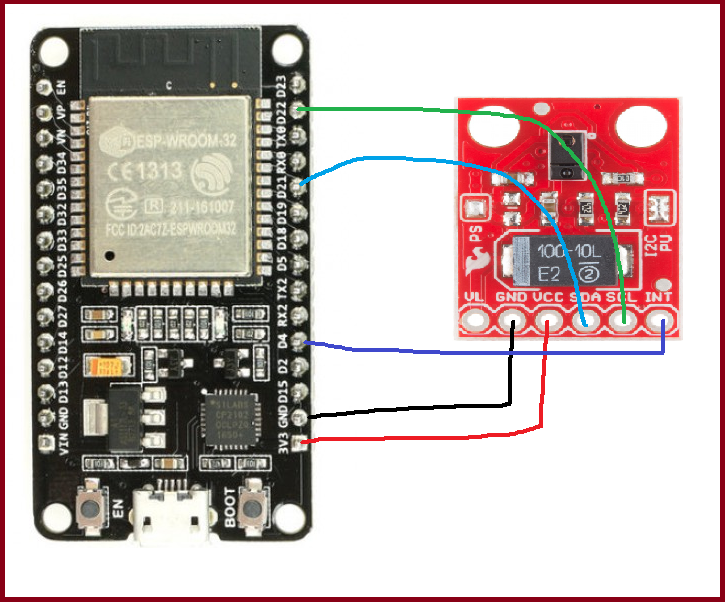 EN
VP
VN
D34
D35
D32
D33
D25
D26
D27
D14
D12
D13
GND
VIN
ESP-WROOM-32
CE1313
R 211-161007
FCC ID:2AC7Z-ESPWROOM32
D23
D22
TX0
RX0
D21
D19
D18
D5
TX2
RX2
D4
D2
D15
GND
3V3
SILABS
CP2102
EN
BOOT
PS
I2C
PU
100-10L
E2 2
VL GND VCC SDA SCL INT